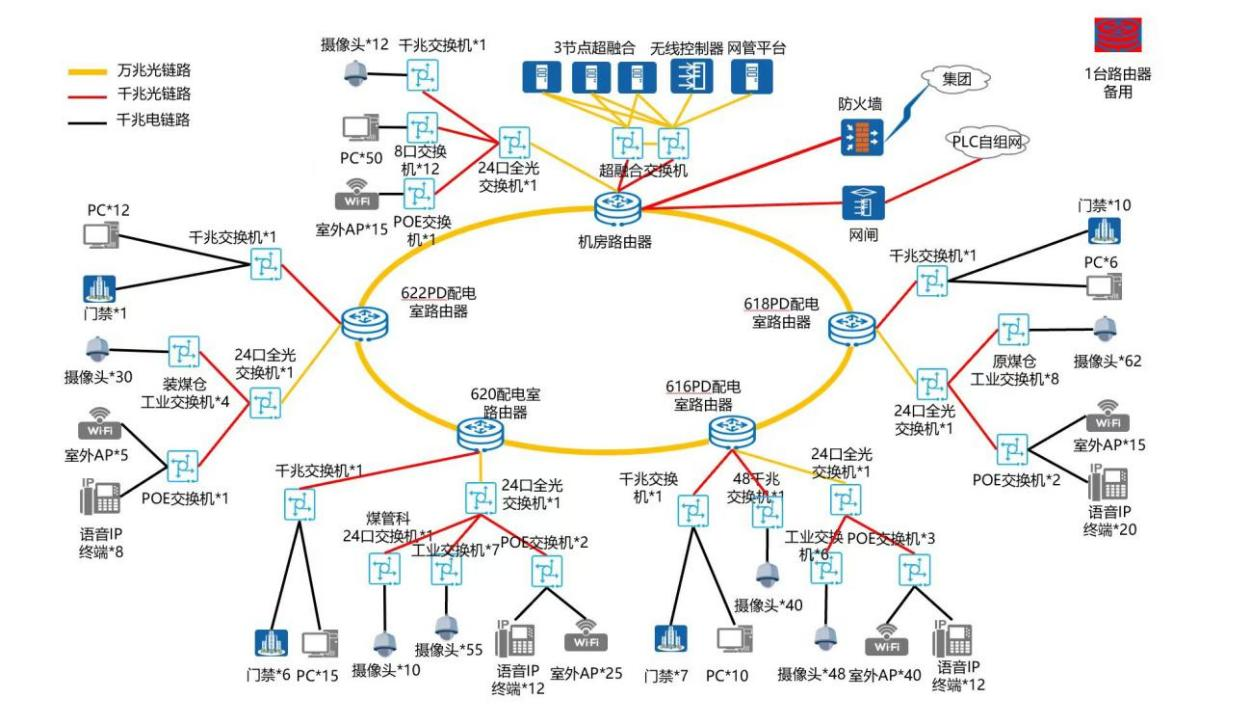 万兆光链路
千兆光链路
千兆电链路
摄像头*12
千兆交换机*1
PC*50
8口交换
机*12
24口全光
交换机*1
Wi-Fi
室外AP*15
POE交换
机*1
3节点超融合
无线控制器
网管平台
超融合交换机
机房路由器
防火墙
集团
PLC自组网
网闸
1台路由器
备用
PC*12
千兆交换机*1
门禁*1
622PD配电
室路由器
摄像头*30
装煤仓
工业交换机*4
24口全光
交换机*1
Wi-Fi
室外AP*5
POE交换机*1
IP
语音IP
终端*8
618PD配电
室路由器
千兆交换机*1
门禁*10
PC*6
原煤仓
工业交换机*8
摄像头*62
24口全光
交换机*1
Wi-Fi
室外AP*15
POE交换机*2
IP
语音IP
终端*20
620配电室
路由器
千兆交换机*1
24口全光
交换机*1
煤管科
24口交换机*1
工业交换机*7
POE交换机*2
门禁*6
PC*15
摄像头*10
摄像头*55
IP
语音IP
终端*12
Wi-Fi
室外AP*25
616PD配电
室路由器
千兆交换
机*1
48千兆
交换机*1
24口全光
交换机*1
工业交换
机*6
POE交换机*3
门禁*7
PC*10
摄像头*40
摄像头*48
Wi-Fi
室外AP*40
IP
语音IP
终端*12